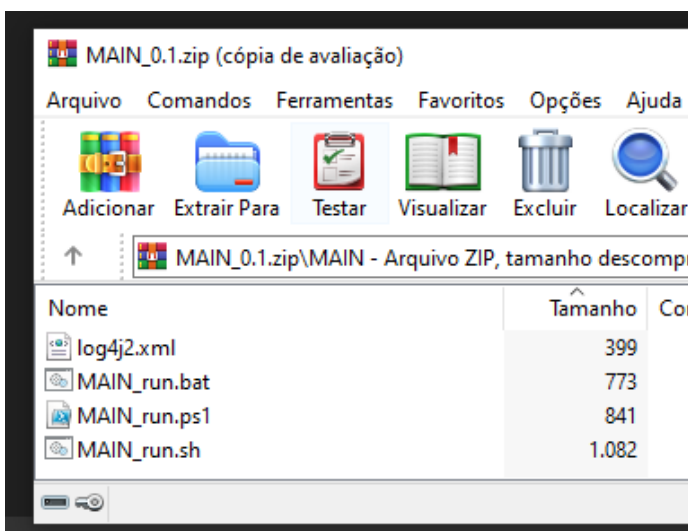 MAIN_0.1.zip (cópia de avaliação)
Arquivo Comandos Ferramentas Favoritos Opções Ajuda
Adicionar Extrair Para Testar Visualizar Excluir Localizar
MAIN_0.1.zip\MAIN - Arquivo ZIP, tamanho descompr
Nome Tamanho Co
log4j2.xml 399
MAIN_run.bat 773
MAIN_run.ps1 841
MAIN_run.sh 1.082